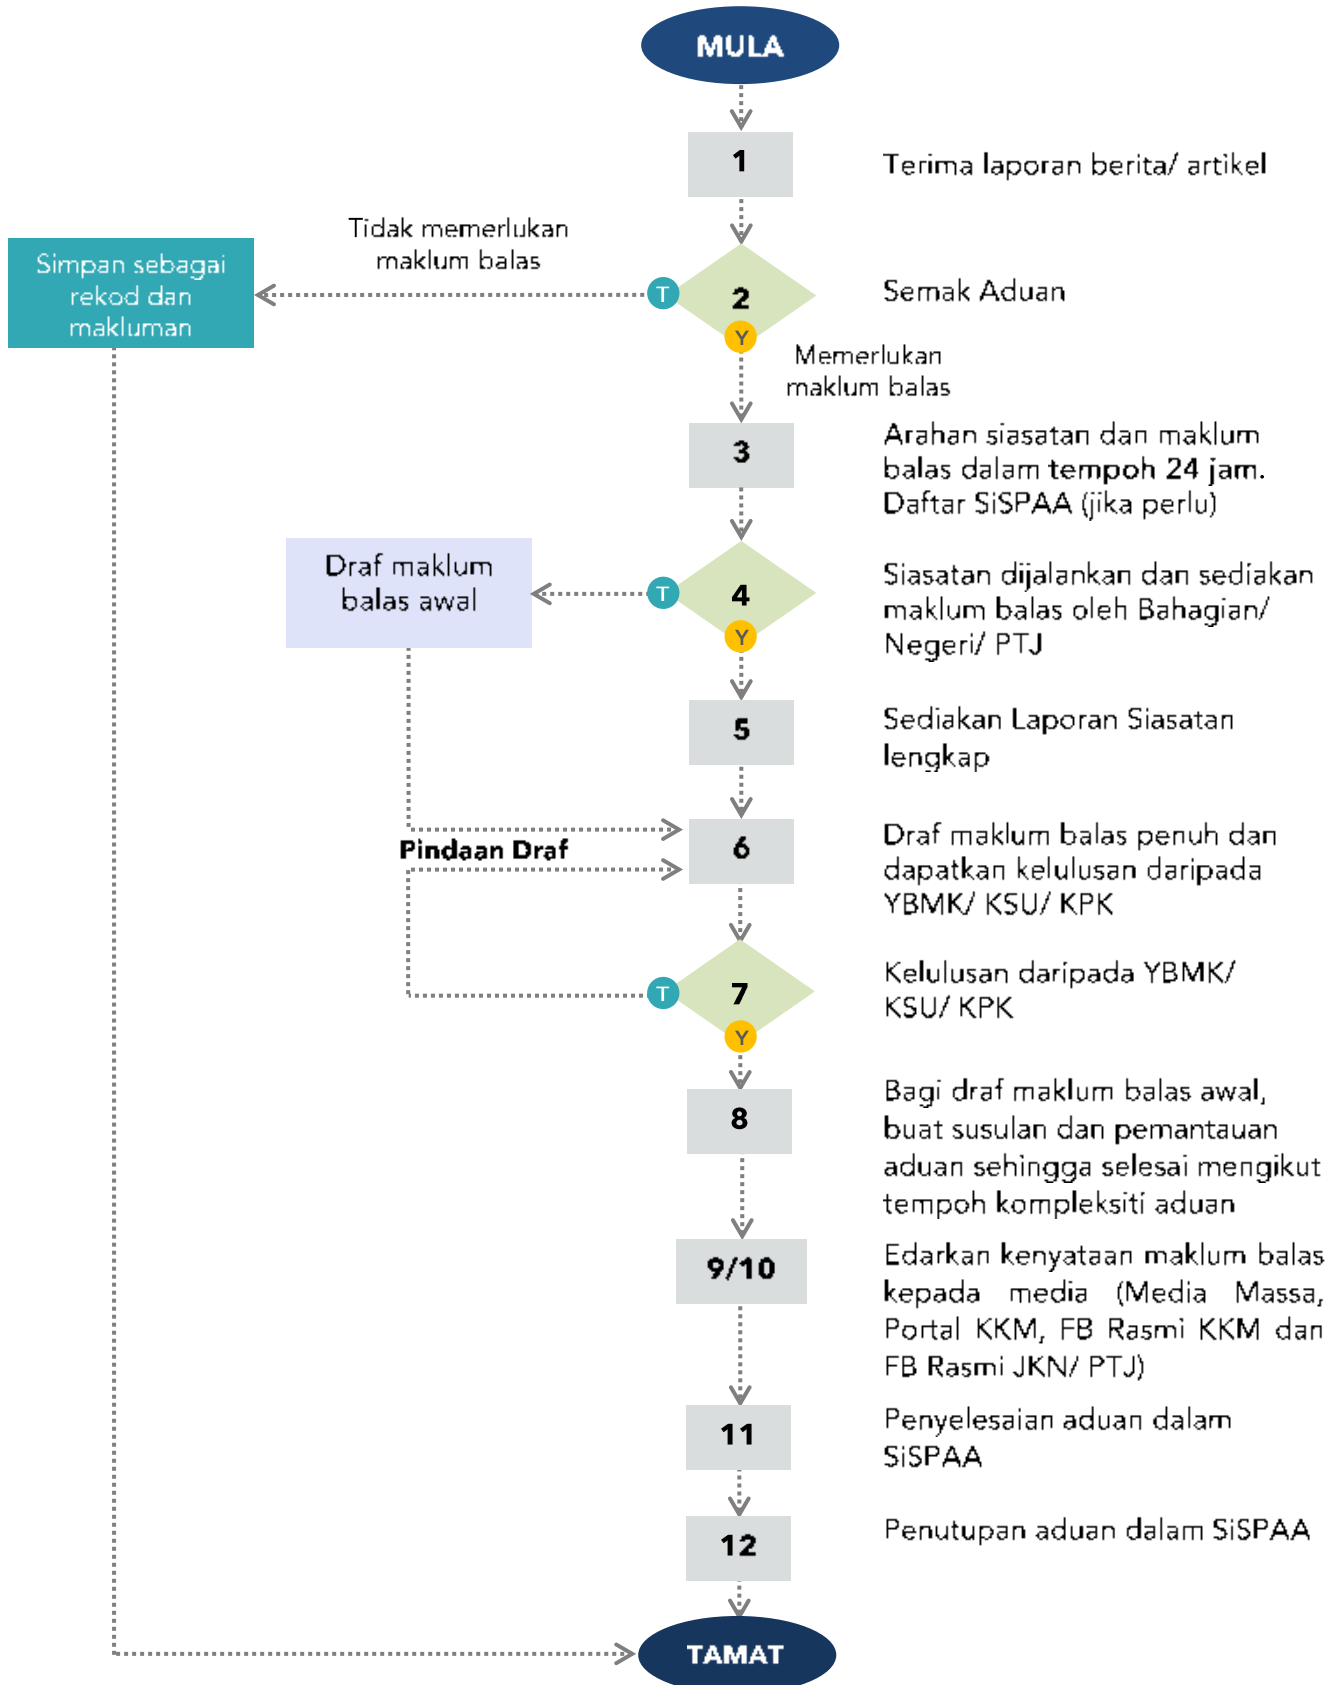 MULA
1
Terima laporan berita/ artikel
Tidak memerlukan
maklum balas
Simpan sebagai
rekod dan
makluman
T
2
Y
Semak Aduan
Memerlukan
maklum balas
3
Arahan siasatan dan maklum
balas dalam tempoh 24 jam.
Daftar SiSPAA (jika perlu)
Draf maklum
balas awal
T
4
Y
Siasatan dijalankan dan sediakan
maklum balas oleh Bahagian/
Negeri/ PTJ
5
Sediakan Laporan Siasatan
lengkap
Pindaan Draf
6
Draf maklum balas penuh dan
dapatkan kelulusan daripada
YBMK/ KSU/ KPK
T
7
Y
Kelulusan daripada YBMK/
KSU/ KPK
8
Bagi draf maklum balas awal,
buat susulan dan pemantauan
aduan sehingga selesai mengikut
tempoh kompleksiti aduan
9/10
Edarkan kenyataan maklum balas
kepada media (Media Massa,
Portal KKM, FB Rasmi KKM dan
FB Rasmi JKN/ PTJ)
11
Penyelesaian aduan dalam
SiSPAA
12
Penutupan aduan dalam SiSPAA
TAMAT